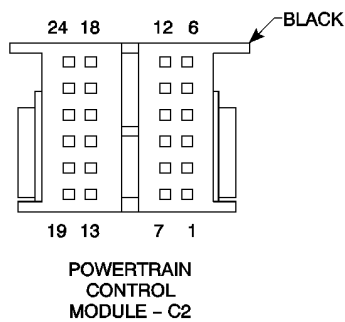 BLACK
24 18 12 6
19 13 7 1
POWERTRAIN
CONTROL
MODULE - C2